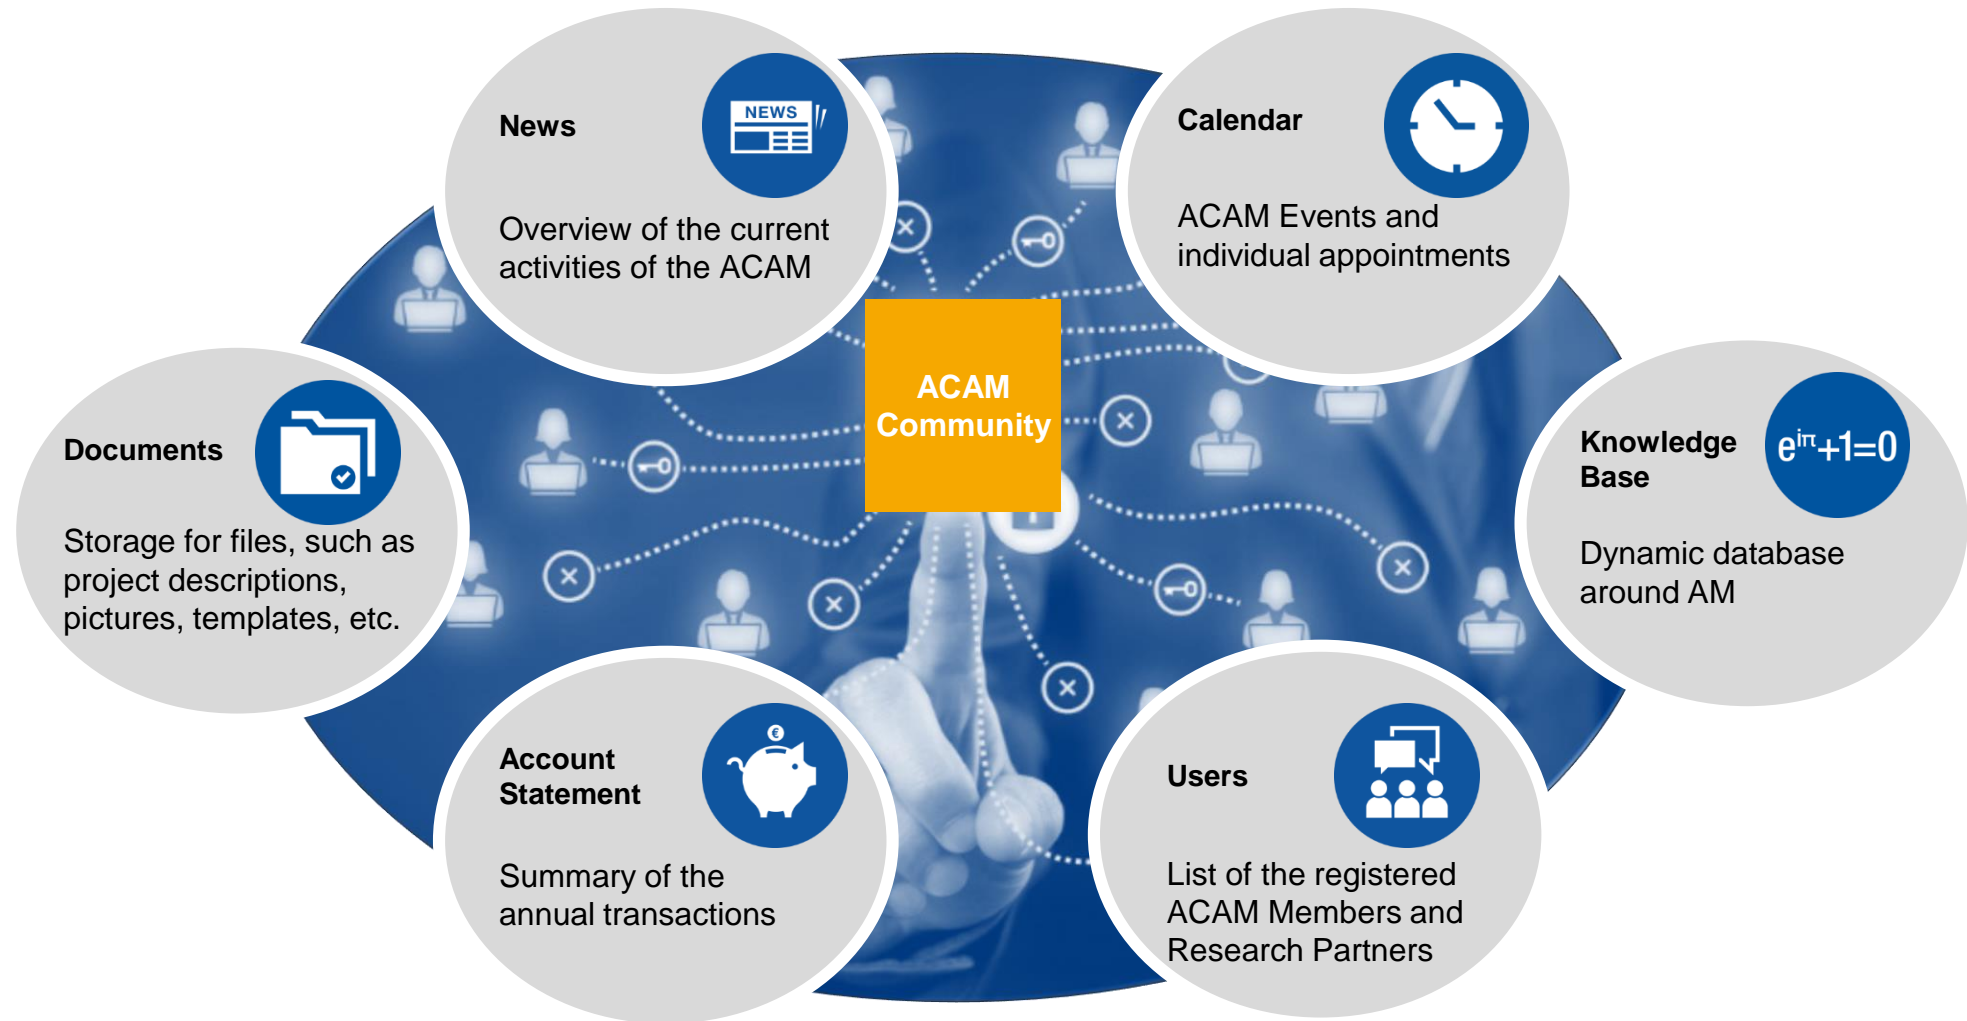 News
NEWS
Overview of the current
activities of the ACAM
Calendar
ACAM Events and
individual appointments
ACAM
Community
Documents
Storage for files, such as
project descriptions,
pictures, templates, etc.
Knowledge
Base
e^{iπ}+1=0
Dynamic database
around AM
Account
Statement
€
Summary of the
annual transactions
Users
List of the registered
ACAM Members and
Research Partners